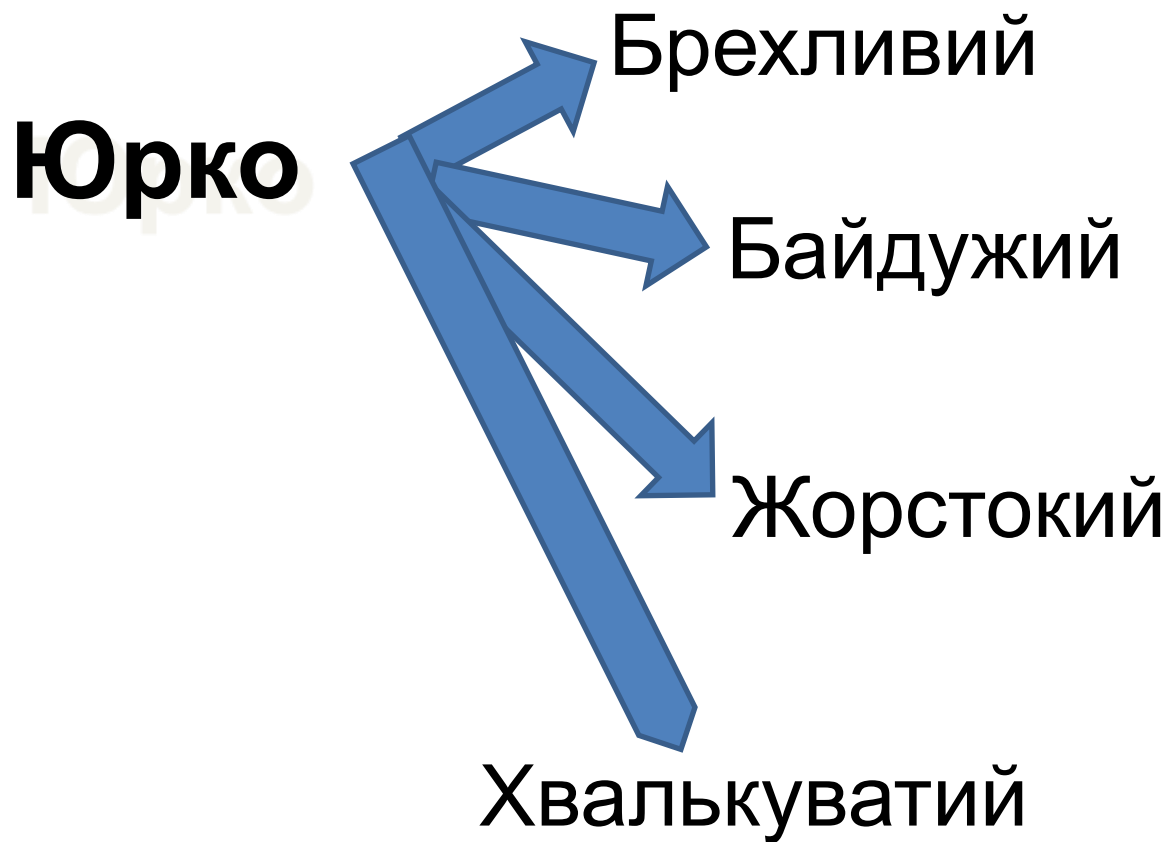 Брехливий
Юрко
Байдужий
Жорстокий
Хвалькуватий